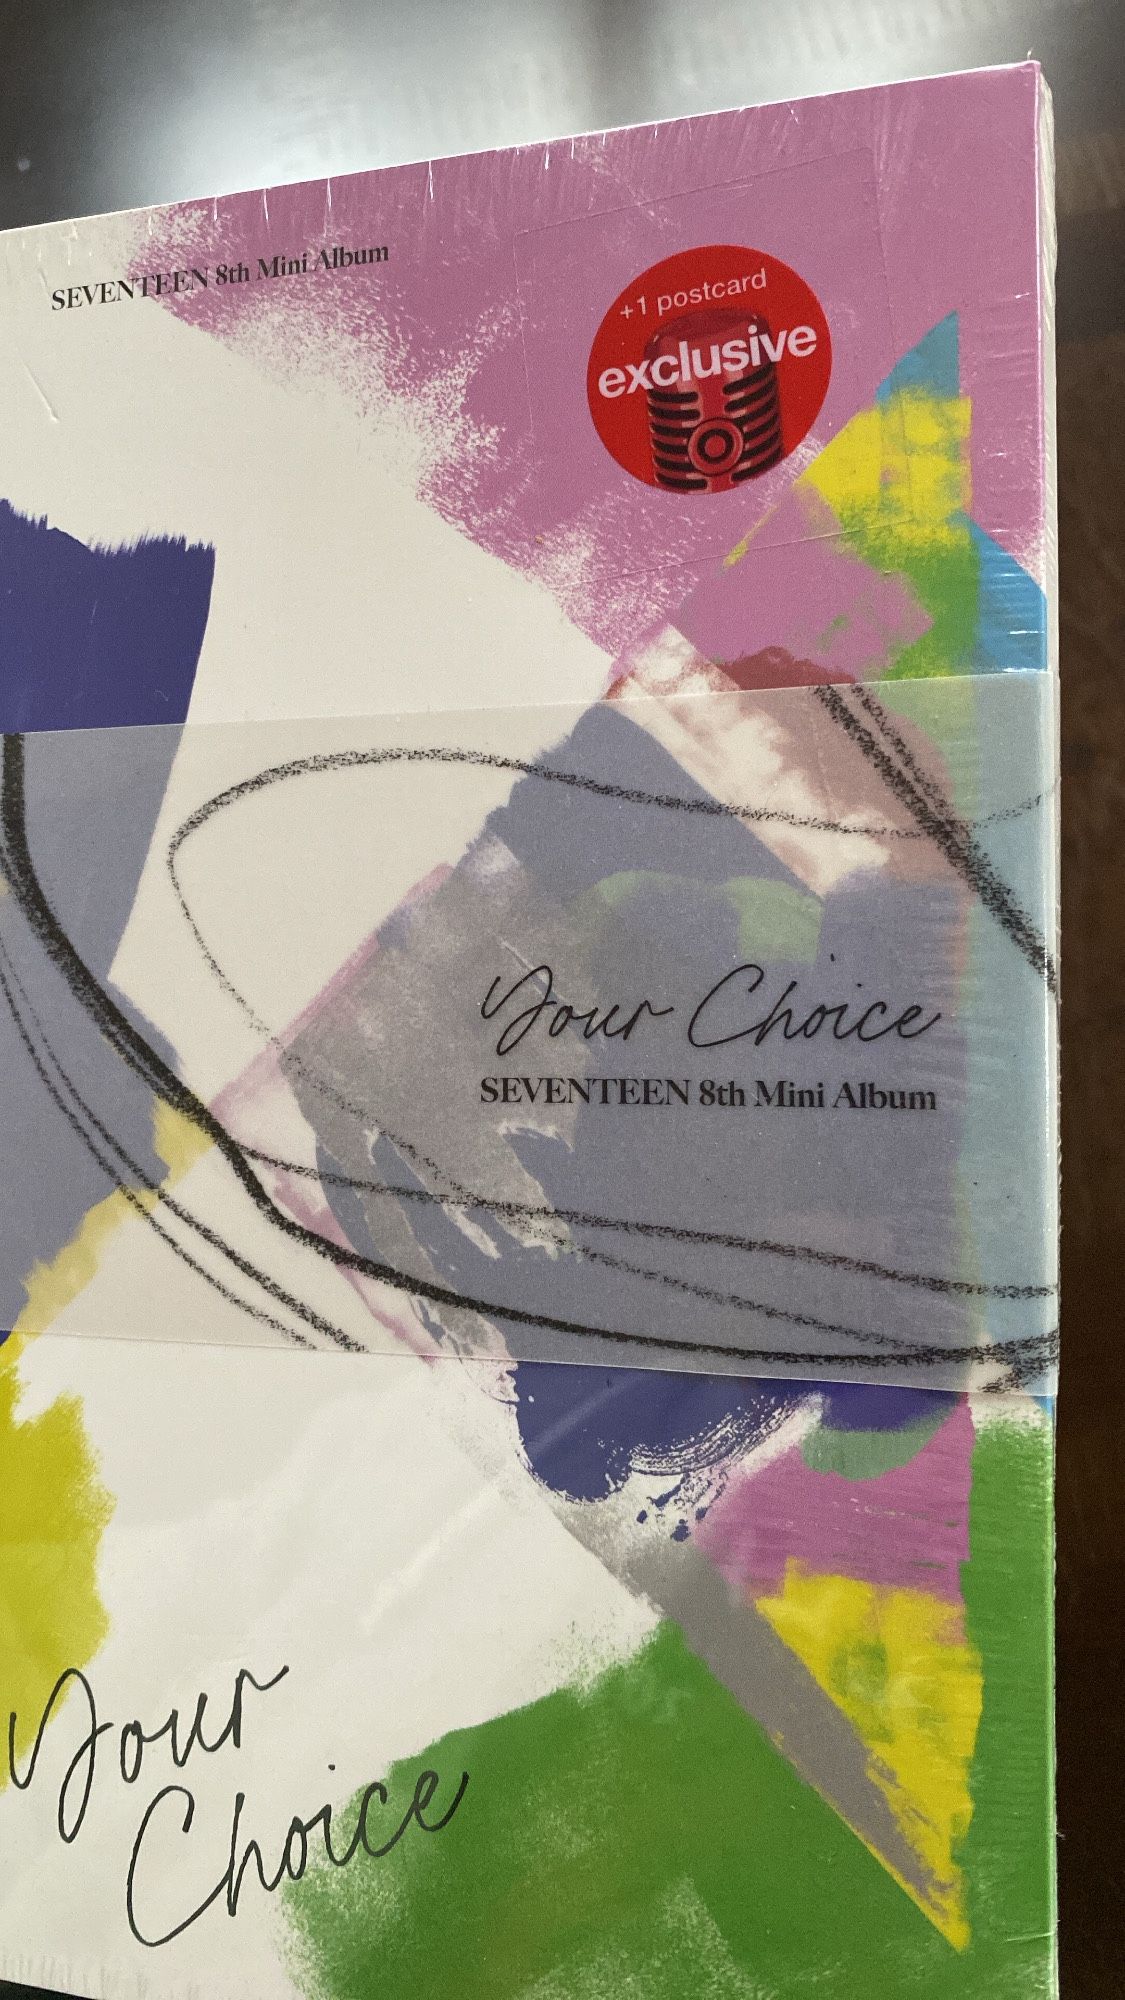 SEVENTEEN 8th Mini Album
+1 postcard
exclusive
Your Choice
SEVENTEEN 8th Mini Album
Your
Choice